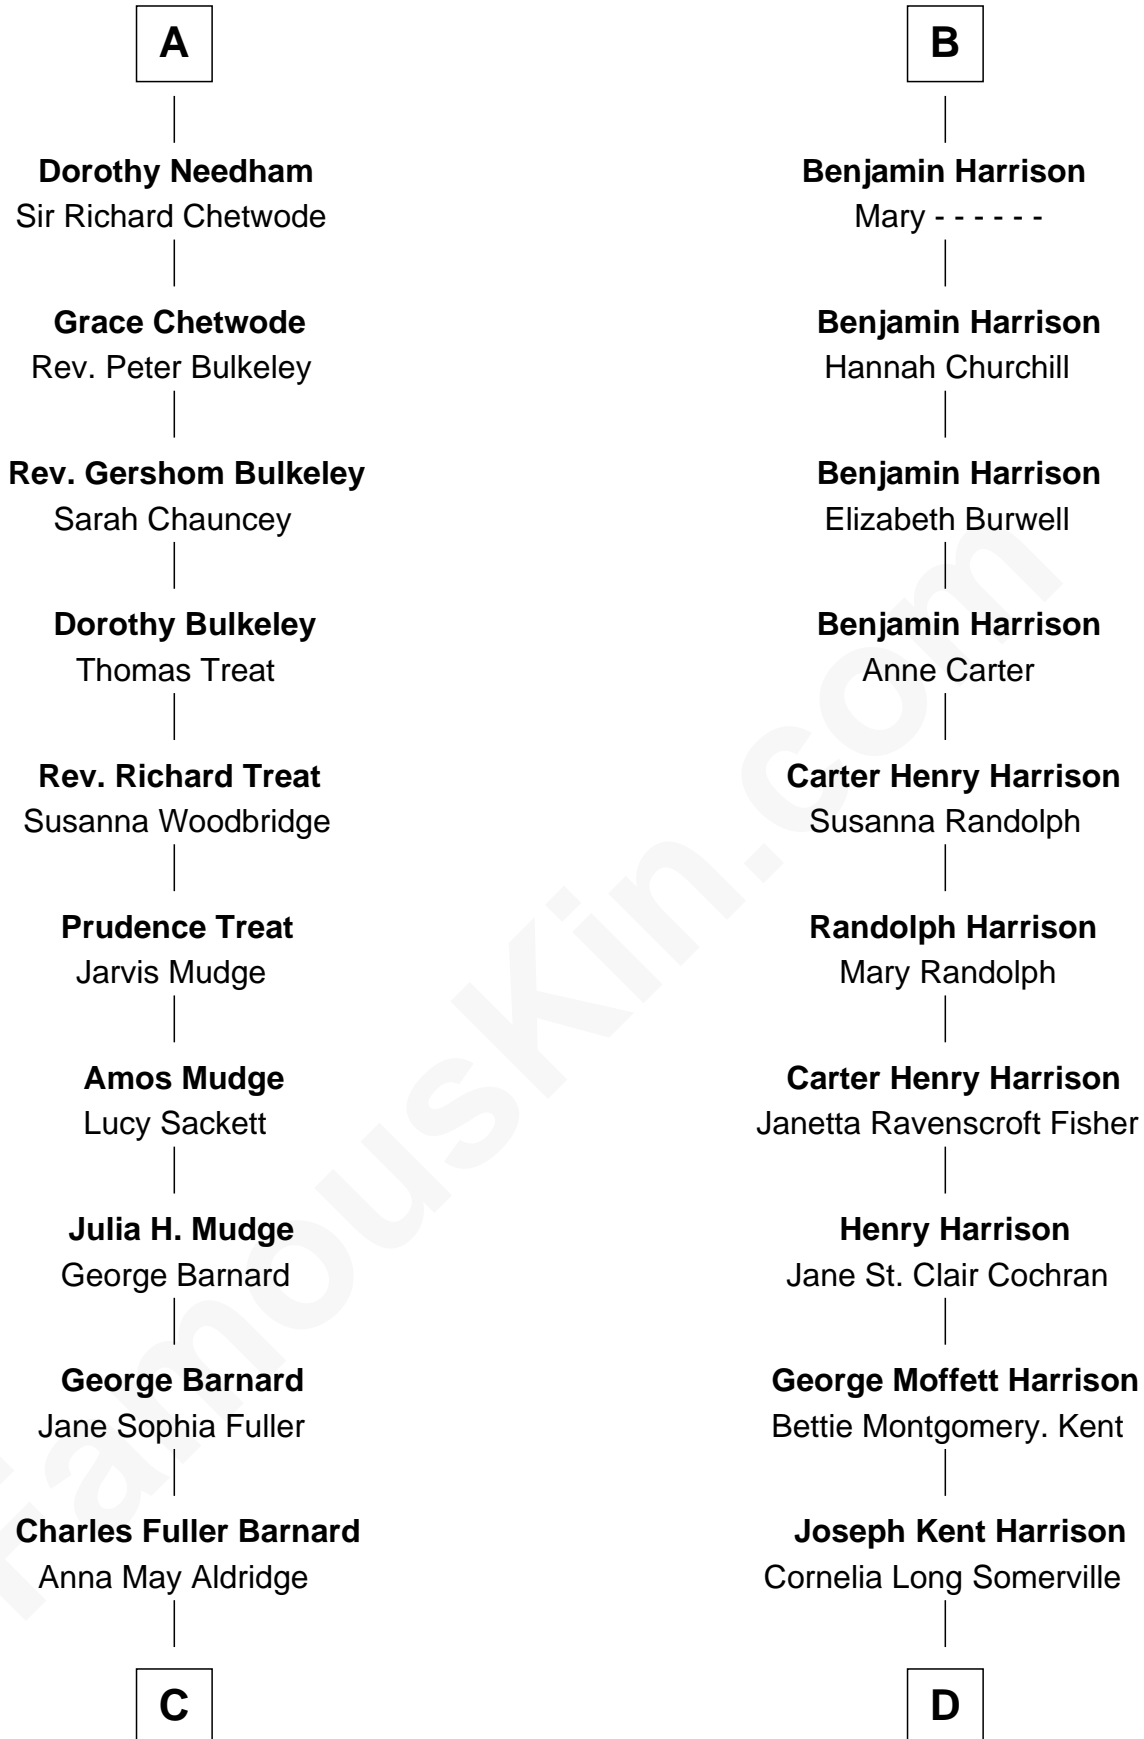 A
Dorothy Needham
Sir Richard Chetwode
Grace Chetwode
Rev. Peter Bulkeley
Rev. Gershom Bulkeley
Sarah Chauncey
Dorothy Bulkeley
Thomas Treat
Rev. Richard Treat
Susanna Woodbridge
Prudence Treat
Jarvis Mudge
Amos Mudge
Lucy Sackett
Julia H. Mudge
George Barnard
George Barnard
Jane Sophia Fuller
Charles Fuller Barnard
Anna May Aldridge
C
B
Benjamin Harrison
Mary - - - - - -
Benjamin Harrison
Hannah Churchill
Benjamin Harrison
Elizabeth Burwell
Benjamin Harrison
Anne Carter
Carter Henry Harrison
Susanna Randolph
Randolph Harrison
Mary Randolph
Carter Henry Harrison
Janetta Ravenscroft Fisher
Henry Harrison
Jane St. Clair Cochran
George Moffett Harrison
Bettie Montgomery. Kent
Joseph Kent Harrison
Cornelia Long Somerville
D
FamousKin.com